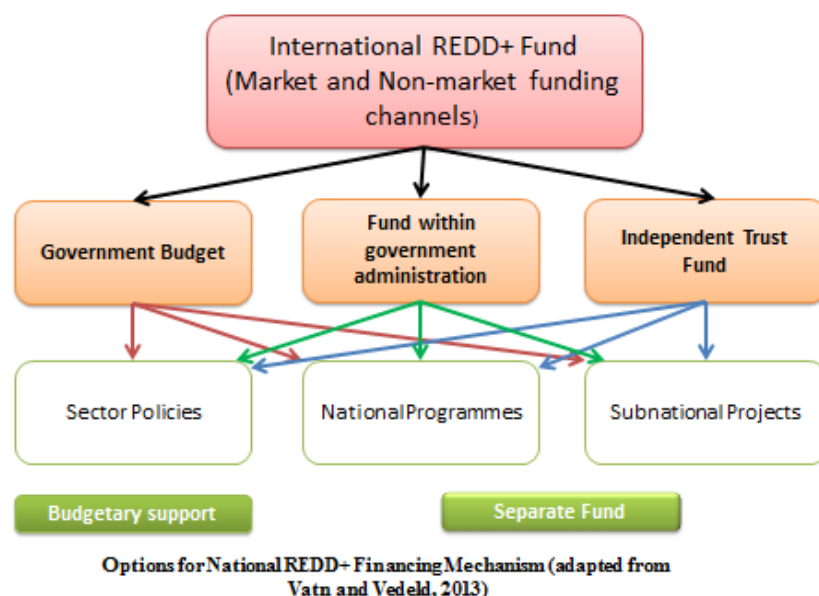 International REDD+ Fund
(Market and Non-market funding
channels)
Government Budget
Fund within
government
administration
Independent Trust
Fund
Sector Policies
National Programmes
Subnational Projects
Budgetary support
Separate Fund
Options for National REDD+ Financing Mechanism (adapted from
Vatn and Vedeld, 2013)